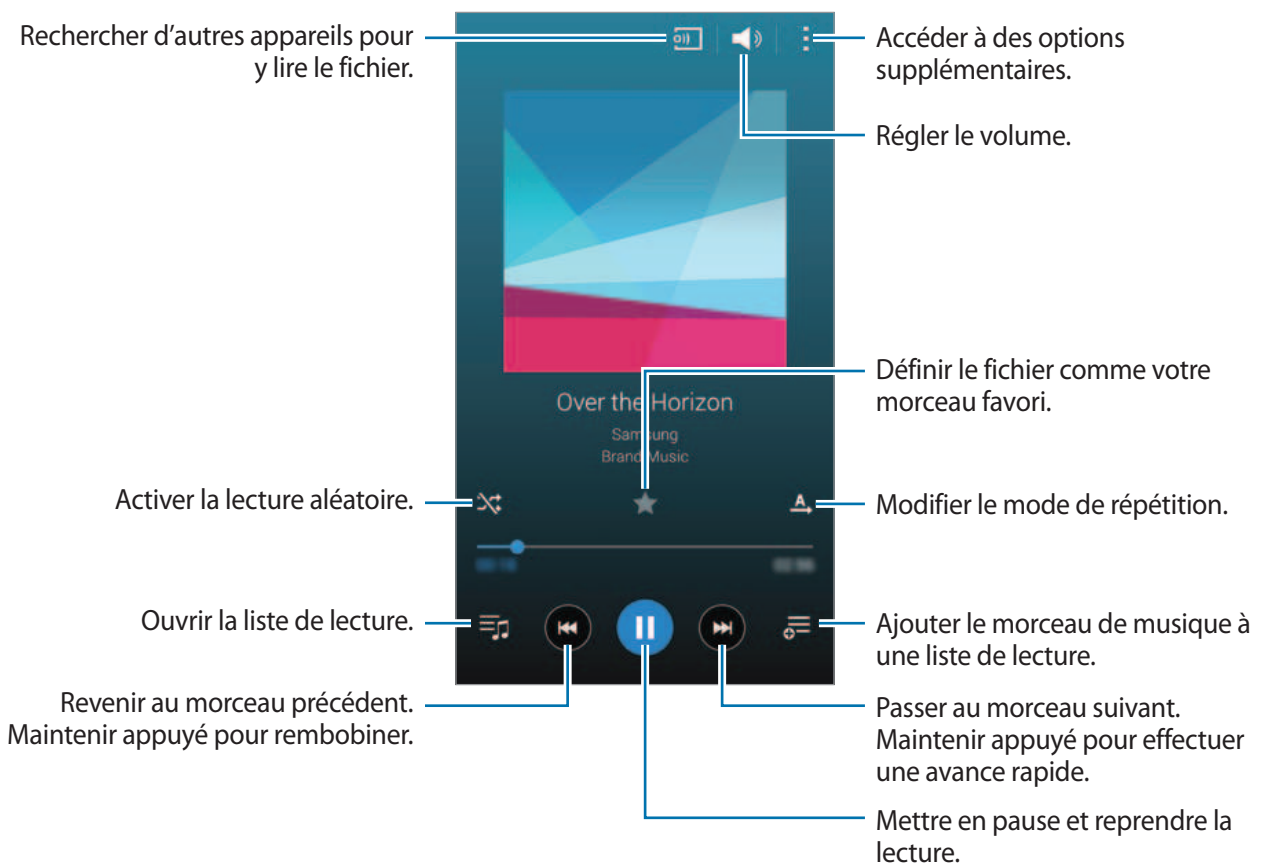 Rechercher d'autres appareils pour
y lire le fichier.
Accéder à des options
supplémentaires.
Régler le volume.
Définir le fichier comme votre
morceau favori.
Over the Horizon
Samsung
Brand Music
Activer la lecture aléatoire.
A
Modifier le mode de répétition.
Ouvrir la liste de lecture.
Ajouter le morceau de musique à
une liste de lecture.
Revenir au morceau précédent.
Maintenir appuyé pour rembobiner.
Passer au morceau suivant.
Maintenir appuyé pour effectuer
une avance rapide.
Mettre en pause et reprendre la
lecture.